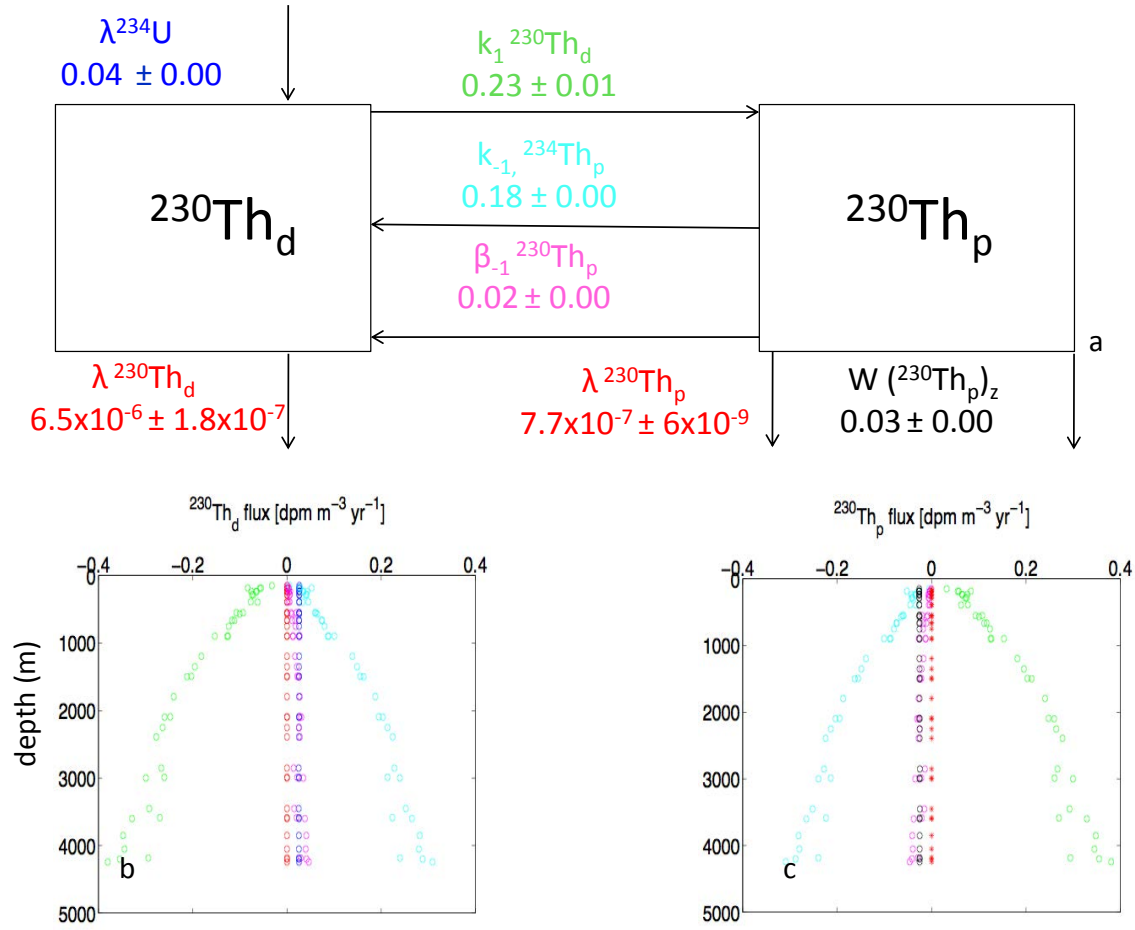 λ²³⁴U
0.04 ± 0.00
k₁ ²³⁰Th_d
0.23 ± 0.01
k₋₁, ²³⁴Th_p
0.18 ± 0.00
β₋₁ ²³⁰Th_p
0.02 ± 0.00
²³⁰Th_d
²³⁰Th_p
a
λ ²³⁰Th_d
6.5x10⁻⁶ ± 1.8x10⁻⁷
λ ²³⁰Th_p
7.7x10⁻⁷ ± 6x10⁻⁹
W (²³⁰Th_p)_z
0.03 ± 0.00
²³⁰Th_d flux [dpm m⁻³ yr⁻¹]
-0.4 -0.2 0 0.2 0.4
0
1000
2000
3000
4000
5000
depth (m)
b
²³⁰Th_p flux [dpm m⁻³ yr⁻¹]
-0.4 -0.2 0 0.2 0.4
0
1000
2000
3000
4000
5000
c